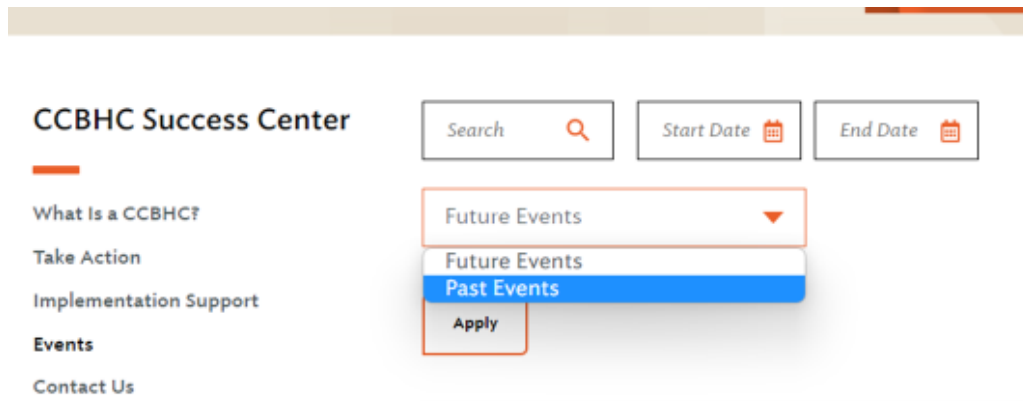 CCBHC Success Center
Search
Start Date
End Date
What Is a CCBHC?
Take Action
Implementation Support
Events
Contact Us
Future Events
Future Events
Past Events
Apply